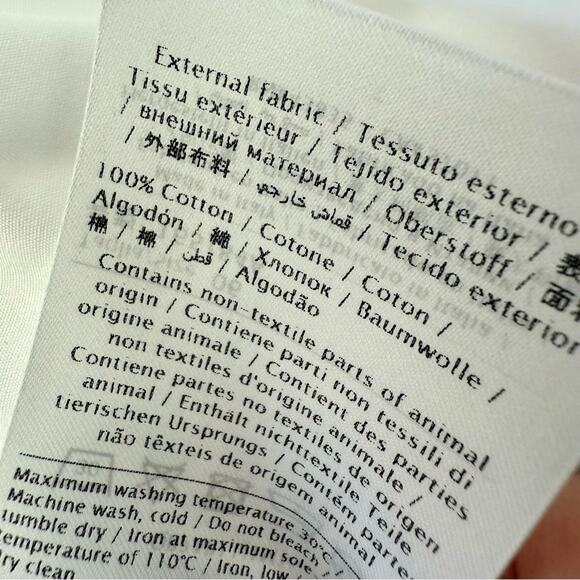 External fabric / Tessuto esterno
Tissu extérieur / Tejido exterior / 表
/ внешний материал / Oberstoff / 面料
/ 外部布料 / قماش خارجي / Tecido exterior
100% Cotton / Cotone / Coton /
Algodón / 綿 / Хлопок / Baumwolle /
棉 / 棉 / قطن / Algodão
Contains non-textile parts of animal
origin / Contiene parti non tessili di
origine animale / Contient des parties
non textiles d'origine animale /
Contiene partes no textiles de origen
animal / Enthält nichttextile Teile
tierischen Ursprungs / Contém partes
não têxteis de origem animal
Maximum washing temperature 30°C /
Machine wash, cold / Do not bleach /
tumble dry / Iron at maximum sole
temperature of 110°C / Iron, low /
dry clean